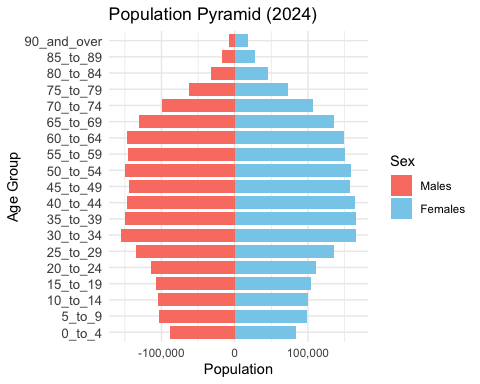 Population Pyramid (2024)
Age Group
90_and_over
85_to_89
80_to_84
75_to_79
70_to_74
65_to_69
60_to_64
55_to_59
50_to_54
45_to_49
40_to_44
35_to_39
30_to_34
25_to_29
20_to_24
15_to_19
10_to_14
5_to_9
0_to_4
-100,000 0 100,000
Population
Sex
Males
Females